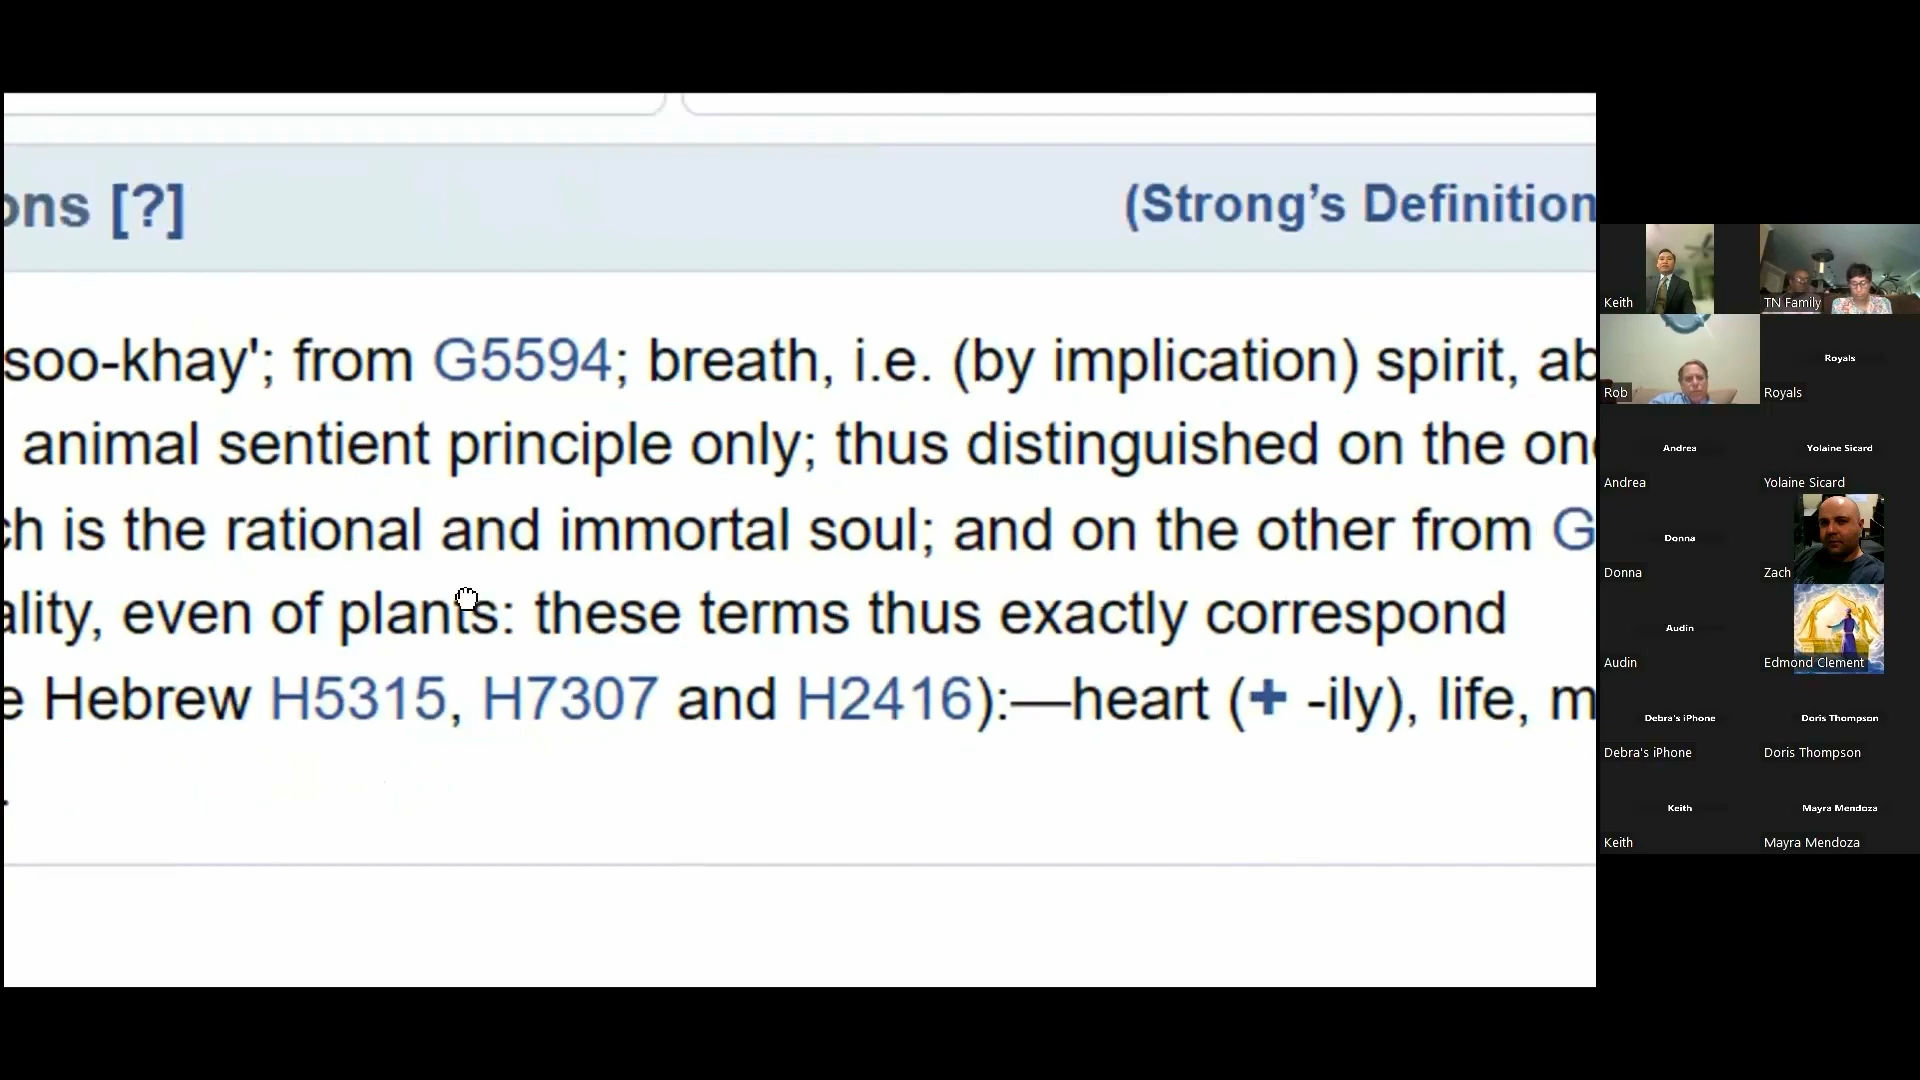 ons [?]
(Strong's Definition
soo-khay'; from G5594; breath, i.e. (by implication) spirit, ab
animal sentient principle only; thus distinguished on the on
ch is the rational and immortal soul; and on the other from G
ality, even of plants: these terms thus exactly correspond
e Hebrew H5315, H7307 and H2416):—heart (+ -ily), life, m
.
Keith
TN Family
Rob
Royals
Royals
Andrea
Andrea
Yolaine Sicard
Yolaine Sicard
Donna
Donna
Zach
Audin
Audin
Edmond Clement
Debra's iPhone
Debra's iPhone
Doris Thompson
Doris Thompson
Keith
Keith
Mayra Mendoza
Mayra Mendoza